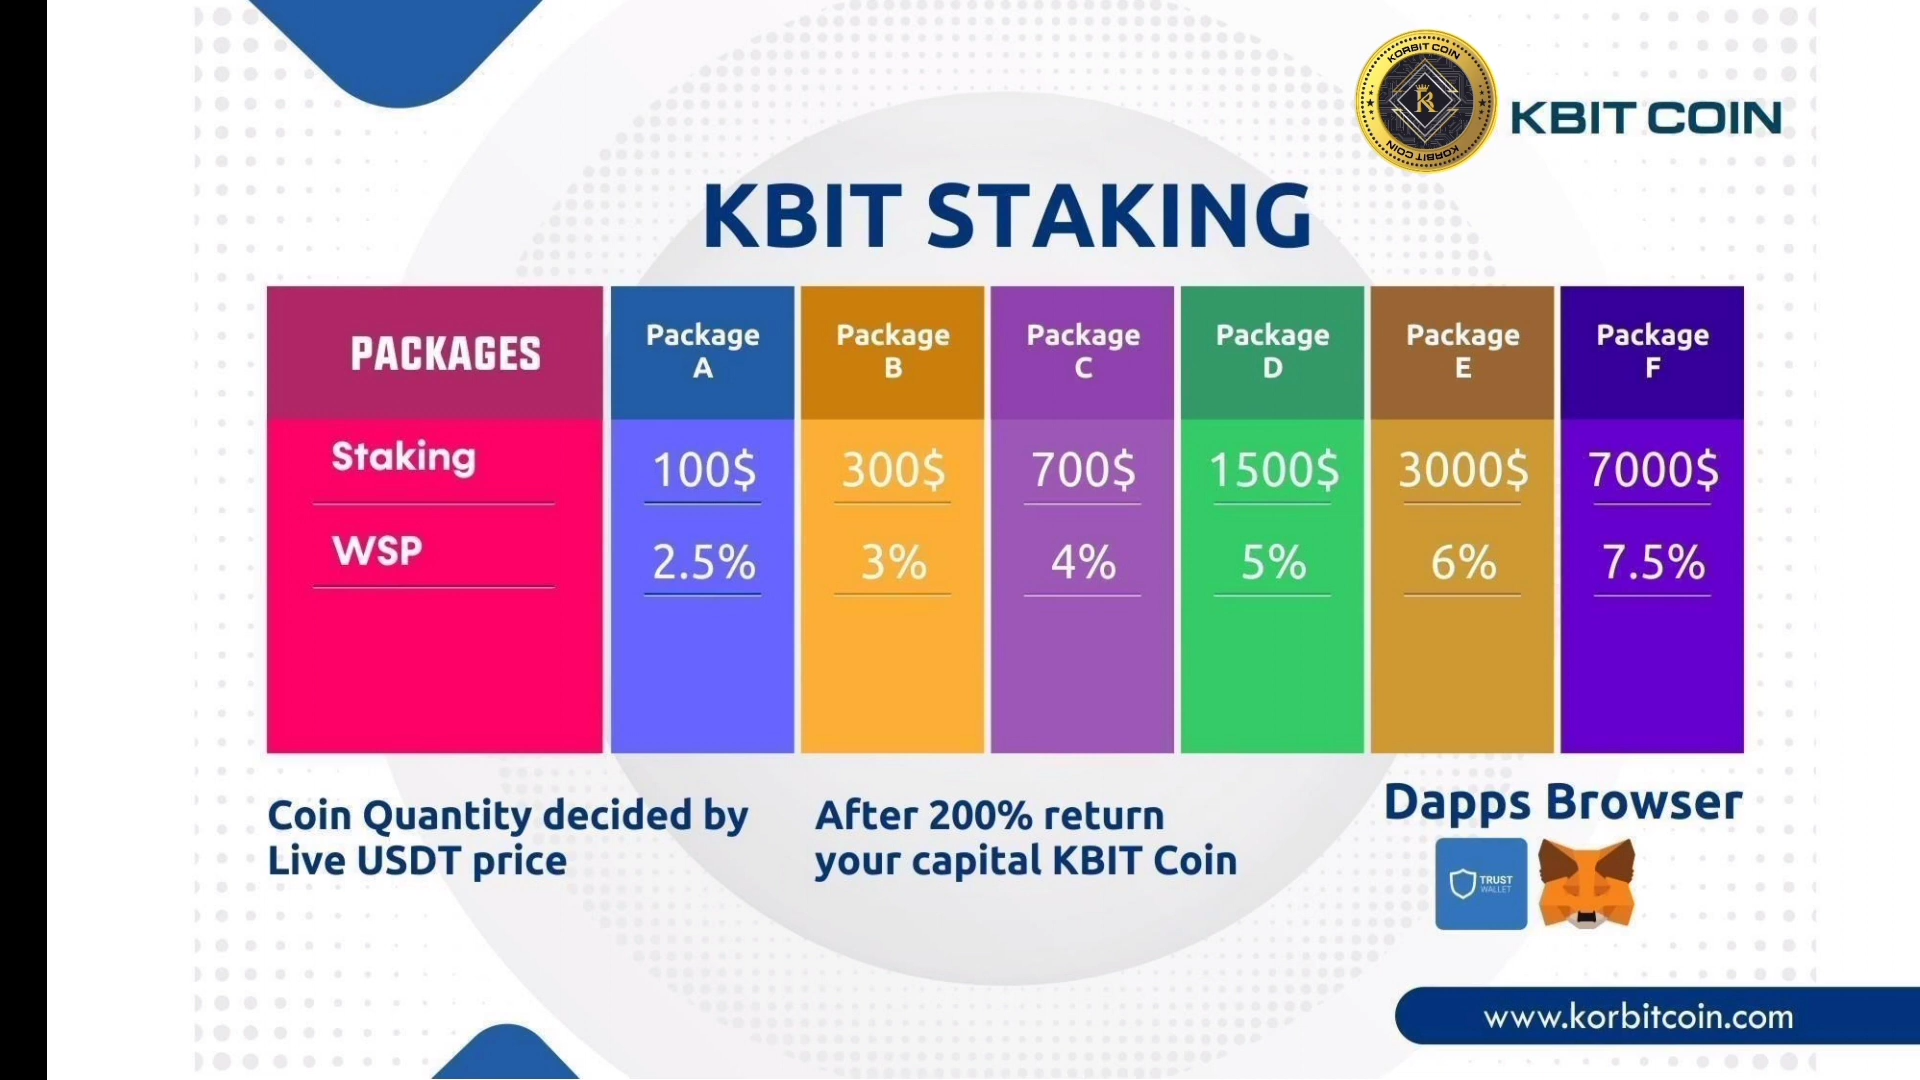 KORBIT COIN
KORBIT COIN
KBIT COIN
KBIT STAKING
PACKAGES
Package
A
Package
B
Package
C
Package
D
Package
E
Package
F
Staking
100$
300$
700$
1500$
3000$
7000$
WSP
2.5%
3%
4%
5%
6%
7.5%
Coin Quantity decided by
Live USDT price
After 200% return
your capital KBIT Coin
Dapps Browser
TRUST
WALLET
www.korbitcoin.com